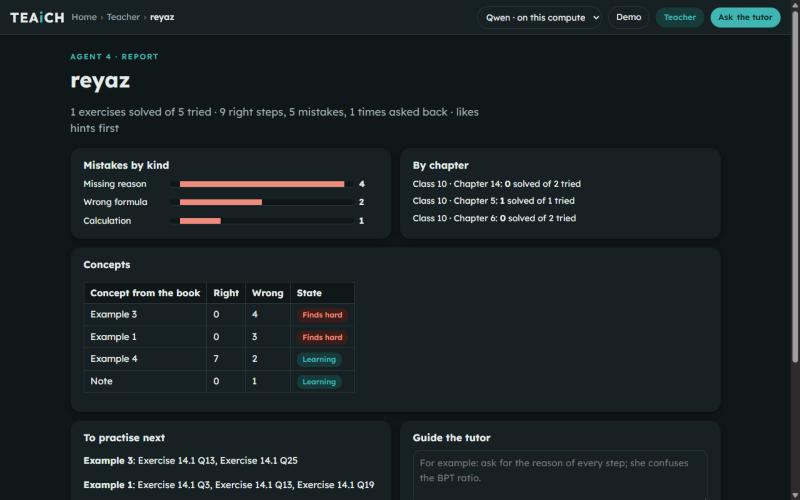 TEAiCH Home › Teacher › reyaz Qwen · on this compute Demo Teacher Ask the tutor
AGENT 4 · REPORT
reyaz
1 exercises solved of 5 tried · 9 right steps, 5 mistakes, 1 times asked back · likes
hints first
Mistakes by kind
Missing reason 4
Wrong formula 2
Calculation 1
By chapter
Class 10 · Chapter 14: 0 solved of 2 tried
Class 10 · Chapter 5: 1 solved of 1 tried
Class 10 · Chapter 6: 0 solved of 2 tried
Concepts
Concept from the book Right Wrong State
Example 3 0 4 Finds hard
Example 1 0 3 Finds hard
Example 4 7 2 Learning
Note 0 1 Learning
To practise next
Example 3: Exercise 14.1 Q13, Exercise 14.1 Q25
Example 1: Exercise 14.1 Q3, Exercise 14.1 Q13, Exercise 14.1 Q19
Guide the tutor
For example: ask for the reason of every step; she confuses
the BPT ratio.